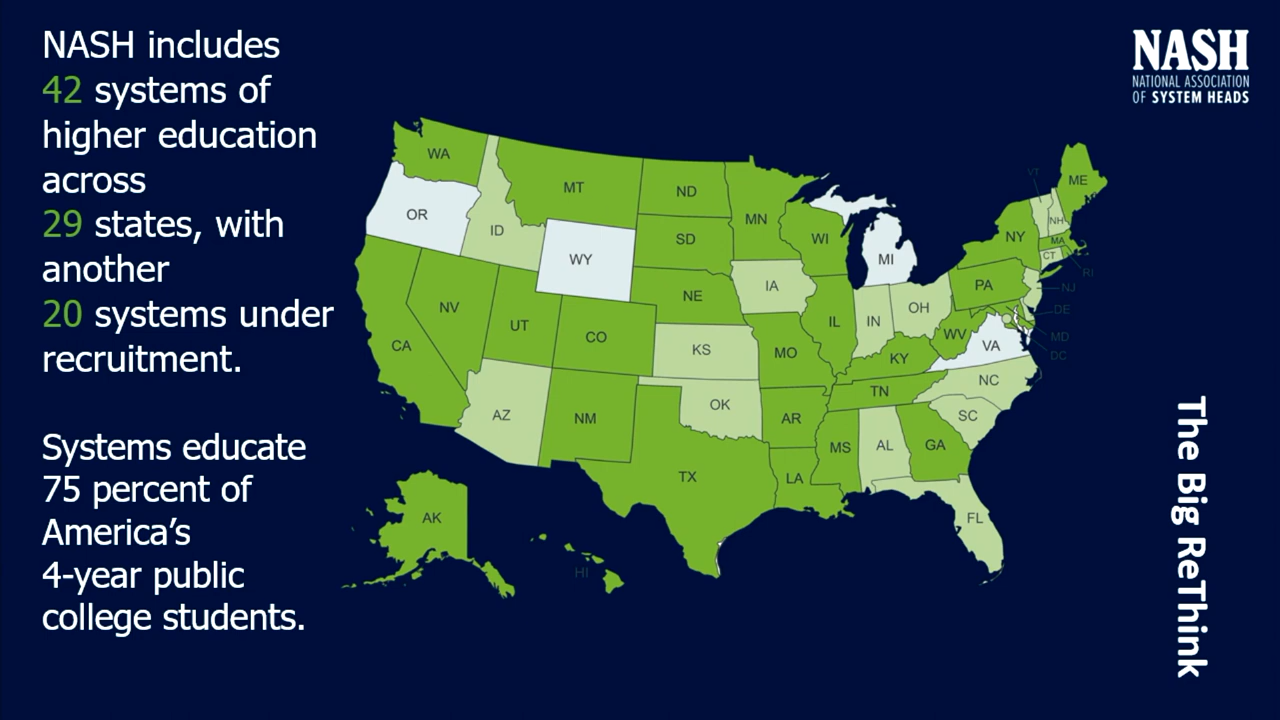 NASH includes
42 systems of
higher education
across
29 states, with
another
20 systems under
recruitment.
Systems educate
75 percent of
America's
4-year public
college students.
NASH
NATIONAL ASSOCIATION
OF SYSTEM HEADS
WA
OR
ID
MT
WY
ND
SD
NE
MN
WI
MI
IA
NV
UT
CO
CA
KS
MO
IL
IN
OH
KY
WV
VA
PA
NY
VT
NH
ME
MA
CT
RI
NJ
DE
MD
DC
AZ
NM
OK
AR
TN
NC
SC
TX
LA
MS
AL
GA
FL
AK
HI
The Big ReThink